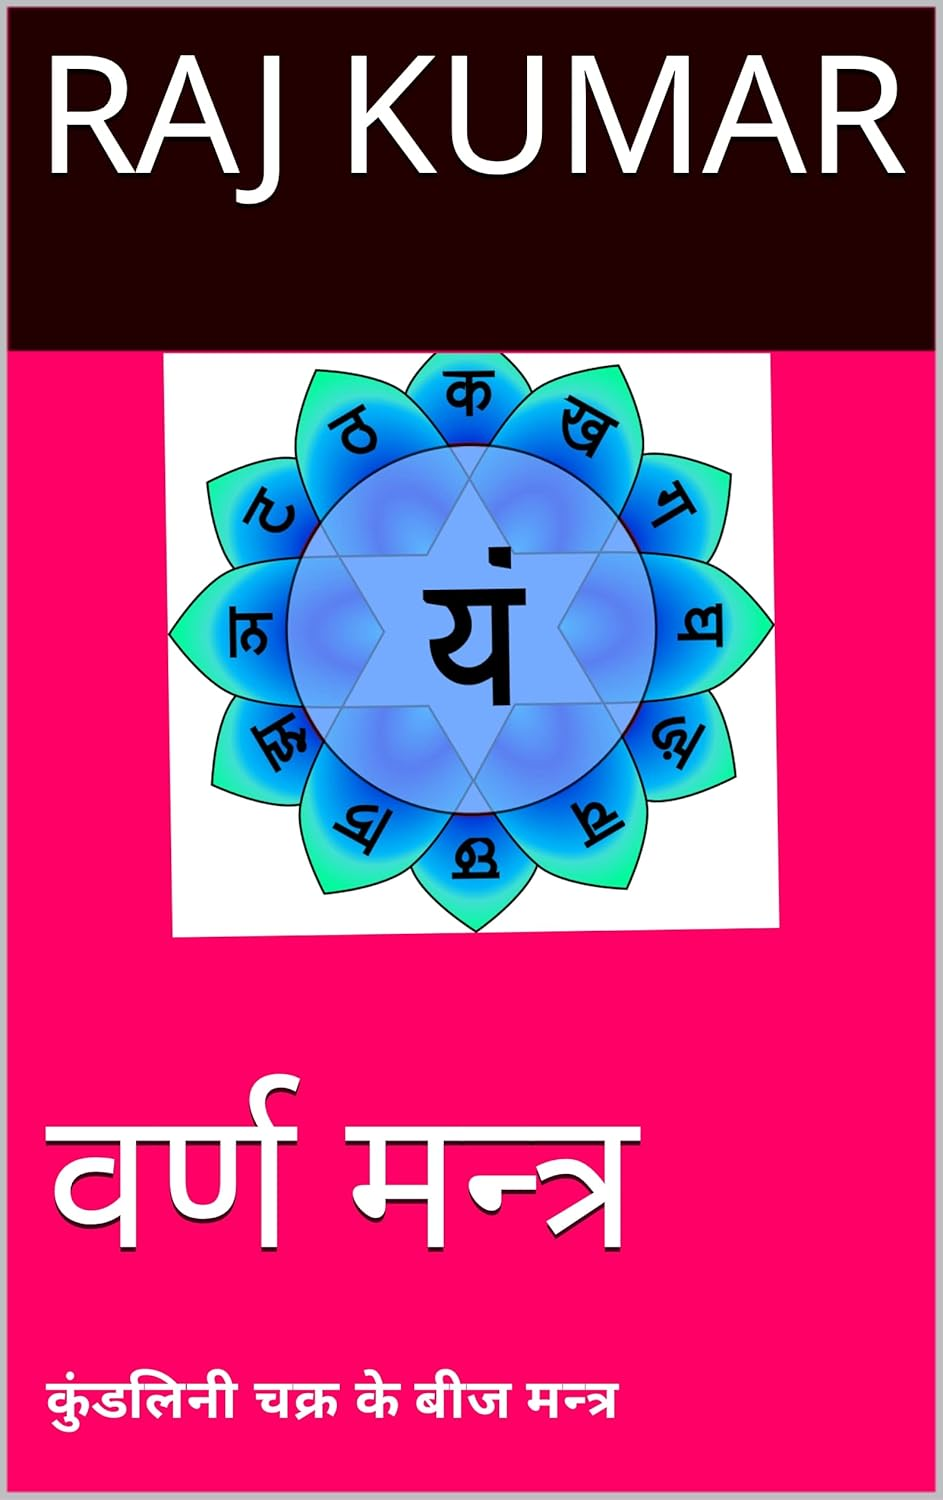 RAJ KUMAR
क
ख
ग
घ
ङ
च
छ
ज
झ
ञ
ट
ठ
यं
वर्ण मन्त्र
कुंडलिनी चक्र के बीज मन्त्र